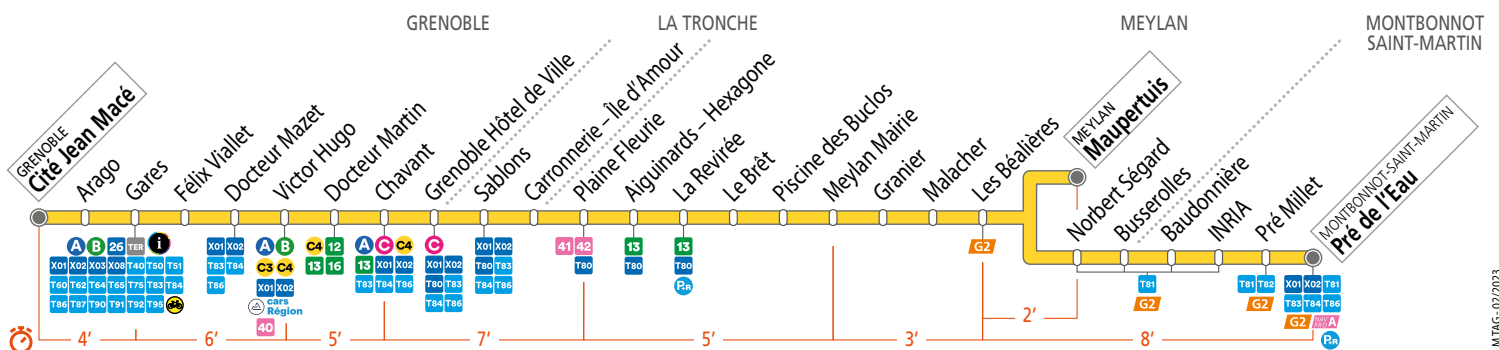 GRENOBLE
LA TRONCHE
MEYLAN
MONTBONNOT
SAINT-MARTIN
GRENOBLE
Cité Jean Macé
Arago
Gares
Félix Viallet
Docteur Mazet
Victor Hugo
Docteur Martin
Chavant
Grenoble Hôtel de Ville
Sablons
Carronnerie – Île d'Amour
Plaine Fleurie
Aiguinards – Hexagone
La Revirée
Le Brêt
Piscine des Buclos
Meylan Mairie
Granier
Malacher
Les Béalières
MEYLAN
Maupertuis
Norbert Ségard
Busserolles
Baudonnière
INRIA
Pré Millet
MONTBONNOT-SAINT-MARTIN
Pré de l'Eau
A B 26 TER i
X01 X02 X03 X08 T40 T50 T51
T60 T62 T64 T65 T75 T83 T84
T86 T87 T90 T91 T92 T95
X01 X02
T83 T84
T86
A B
C3 C4
X01 X02
cars
Région
40
C4 12
13 16
A C C4
13 X01 X02
T83 T84 T86
C
X01 X02
T80 T83
T84 T86
X01 X02
T80 T83
T84 T86
41 42
T80
13
T80
13
T80
P+R
G2
T81
G2
T81 T82
G2
X01 X02 T81
T83 T84 T86
G2 NAV PRO A
P+R
4'
6'
5'
7'
5'
3'
2'
8'
M TAG - 02/2023